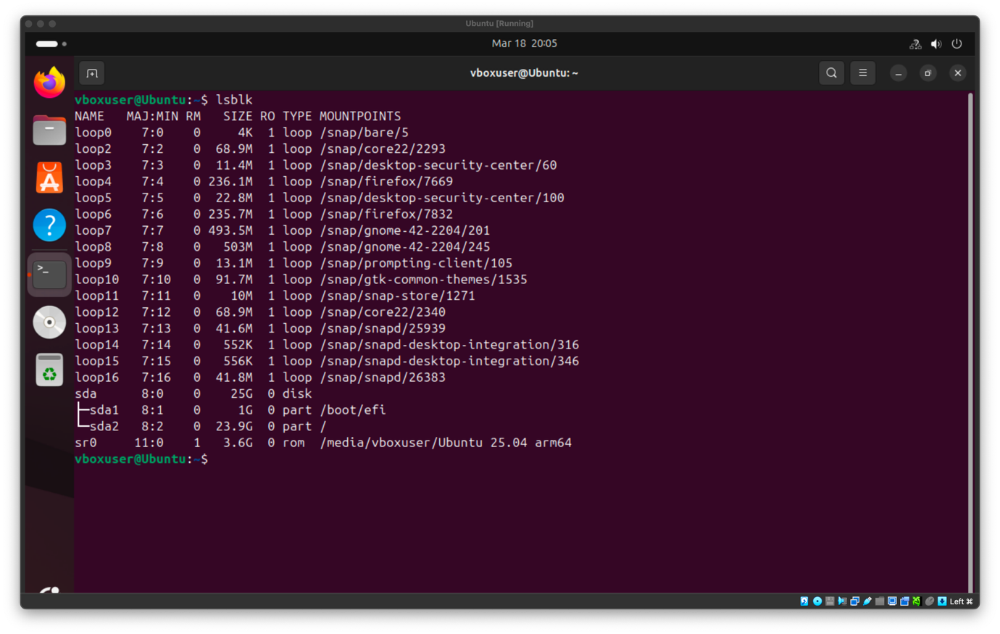 Ubuntu [Running]
Mar 18 20:05
vboxuser@Ubuntu: ~
vboxuser@Ubuntu:~$ lsblk
NAME   MAJ:MIN RM   SIZE RO TYPE MOUNTPOINTS
loop0    7:0    0     4K  1 loop /snap/bare/5
loop2    7:2    0  68.9M  1 loop /snap/core22/2293
loop3    7:3    0  11.4M  1 loop /snap/desktop-security-center/60
loop4    7:4    0 236.1M  1 loop /snap/firefox/7669
loop5    7:5    0  22.8M  1 loop /snap/desktop-security-center/100
loop6    7:6    0 235.7M  1 loop /snap/firefox/7832
loop7    7:7    0 493.5M  1 loop /snap/gnome-42-2204/201
loop8    7:8    0   503M  1 loop /snap/gnome-42-2204/245
loop9    7:9    0  13.1M  1 loop /snap/prompting-client/105
loop10   7:10   0  91.7M  1 loop /snap/gtk-common-themes/1535
loop11   7:11   0    10M  1 loop /snap/snap-store/1271
loop12   7:12   0  68.9M  1 loop /snap/core22/2340
loop13   7:13   0  41.6M  1 loop /snap/snapd/25939
loop14   7:14   0   552K  1 loop /snap/snapd-desktop-integration/316
loop15   7:15   0   556K  1 loop /snap/snapd-desktop-integration/346
loop16   7:16   0  41.8M  1 loop /snap/snapd/26383
sda      8:0    0    25G  0 disk
├─sda1   8:1    0     1G  0 part /boot/efi
└─sda2   8:2    0  23.9G  0 part /
sr0     11:0    1   3.6G  0 rom  /media/vboxuser/Ubuntu 25.04 arm64
vboxuser@Ubuntu:~$
Left ⌘